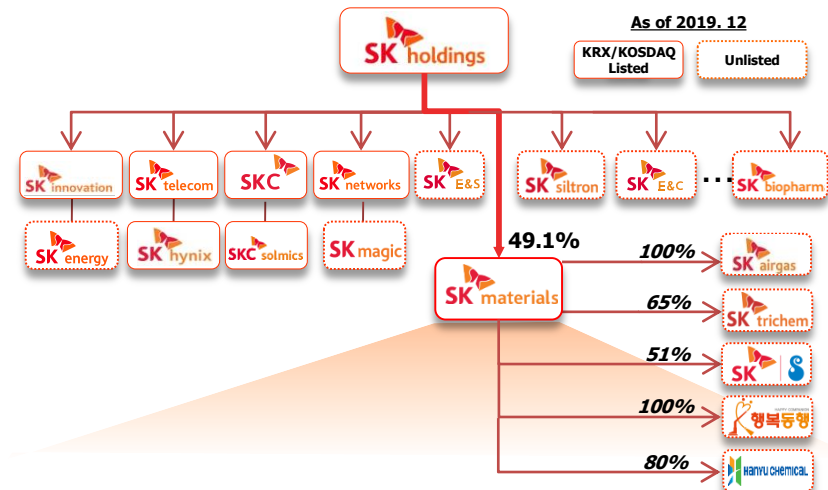 As of 2019. 12
SK holdings
KRX/KOSDAQ
Listed
Unlisted
SK innovation
SK telecom
SKC
SK networks
SK E&S
SK siltron
SK E&C
...
SK biopharm
SK energy
SK hynix
SKC solmics
SK magic
49.1%
SK materials
100%
SK airgas
65%
SK trichem
51%
SK
100%
HAPPY COMPANION
행복동행
80%
HANYU CHEMICAL